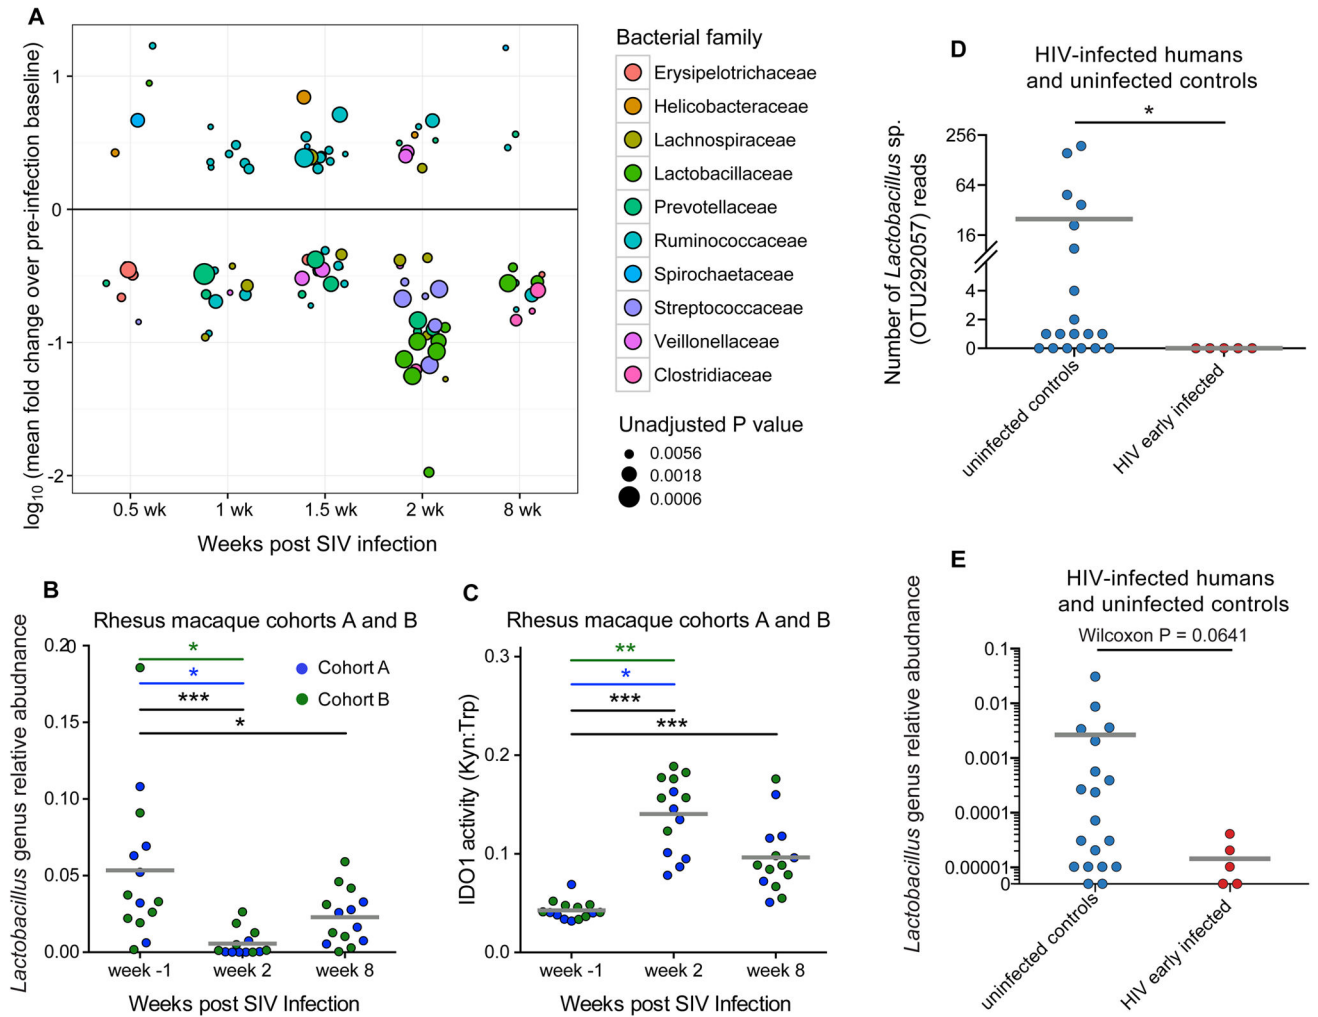 A
log10 (mean fold change over pre-infection baseline)
1
0
-1
-2
0.5 wk
1 wk
1.5 wk
2 wk
8 wk
Weeks post SIV infection
Bacterial family
Erysipelotrichaceae
Helicobacteraceae
Lachnospiraceae
Lactobacillaceae
Prevotellaceae
Ruminococcaceae
Spirochaetaceae
Streptococcaceae
Veillonellaceae
Clostridiaceae
Unadjusted P value
0.0056
0.0018
0.0006
B
Rhesus macaque cohorts A and B
Lactobacillus genus relative abudnance
0.20
0.15
0.10
0.05
0.00
*
*
***
*
Cohort A
Cohort B
week -1
week 2
week 8
Weeks post SIV Infection
C
Rhesus macaque cohorts A and B
IDO1 activity (Kyn:Trp)
0.3
0.2
0.1
0.0
**
*
***
***
week -1
week 2
week 8
Weeks post SIV Infection
D
HIV-infected humans
and uninfected controls
*
Number of Lactobacillus sp.
(OTU292057) reads
256
64
16
4
2
0
uninfected controls
HIV early infected
E
HIV-infected humans
and uninfected controls
Wilcoxon P = 0.0641
Lactobacillus genus relative abudnance
0.1
0.01
0.001
0.0001
0.00001
0
uninfected controls
HIV early infected